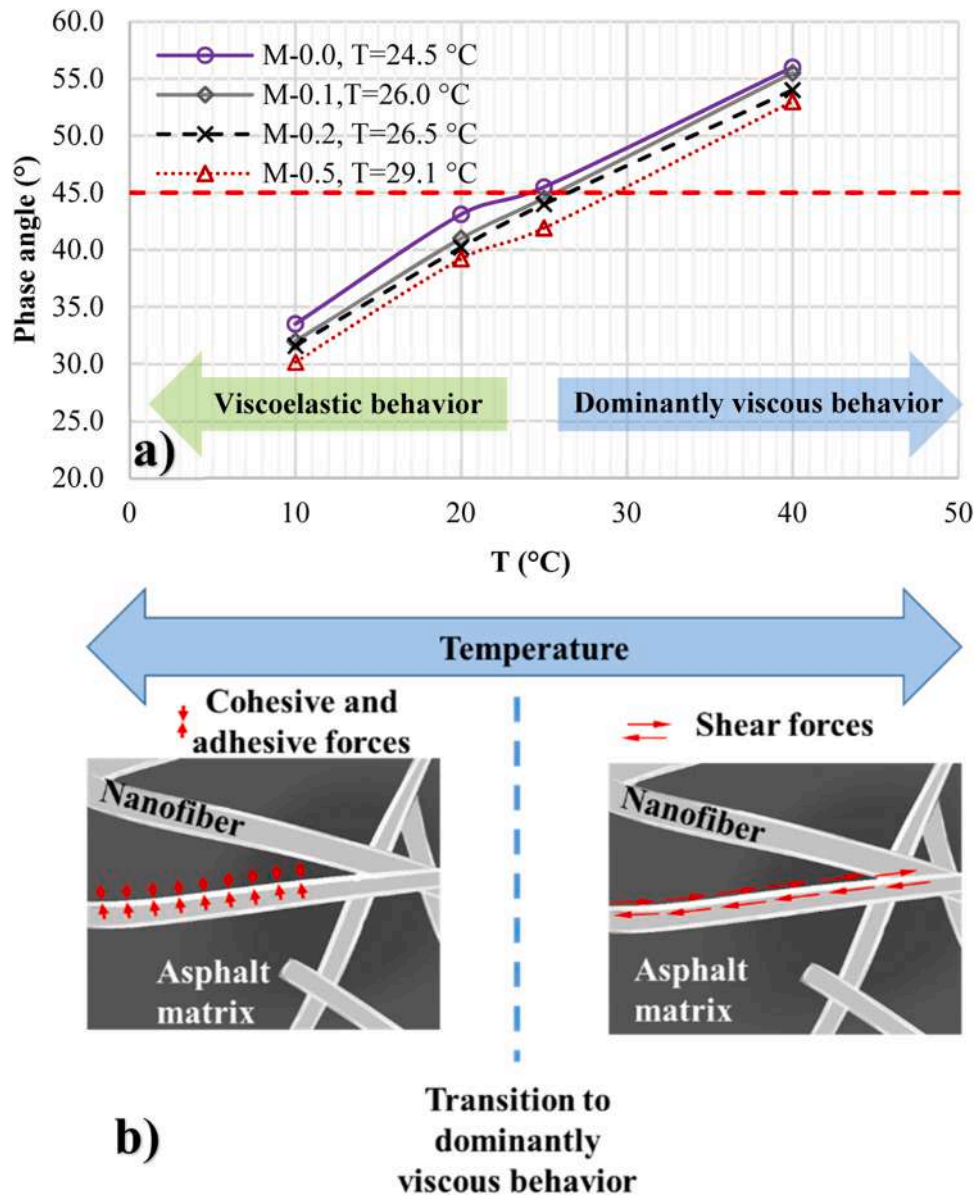 60.0
55.0
50.0
45.0
40.0
35.0
30.0
25.0
20.0
Phase angle (°)
M-0.0, T=24.5 °C
M-0.1,T=26.0 °C
M-0.2, T=26.5 °C
M-0.5, T=29.1 °C
Viscoelastic behavior
Dominantly viscous behavior
a)
0 10 20 30 40 50
T (°C)
Temperature
Cohesive and
adhesive forces
Shear forces
Nanofiber
Asphalt
matrix
Nanofiber
Asphalt
matrix
b)
Transition to
dominantly
viscous behavior